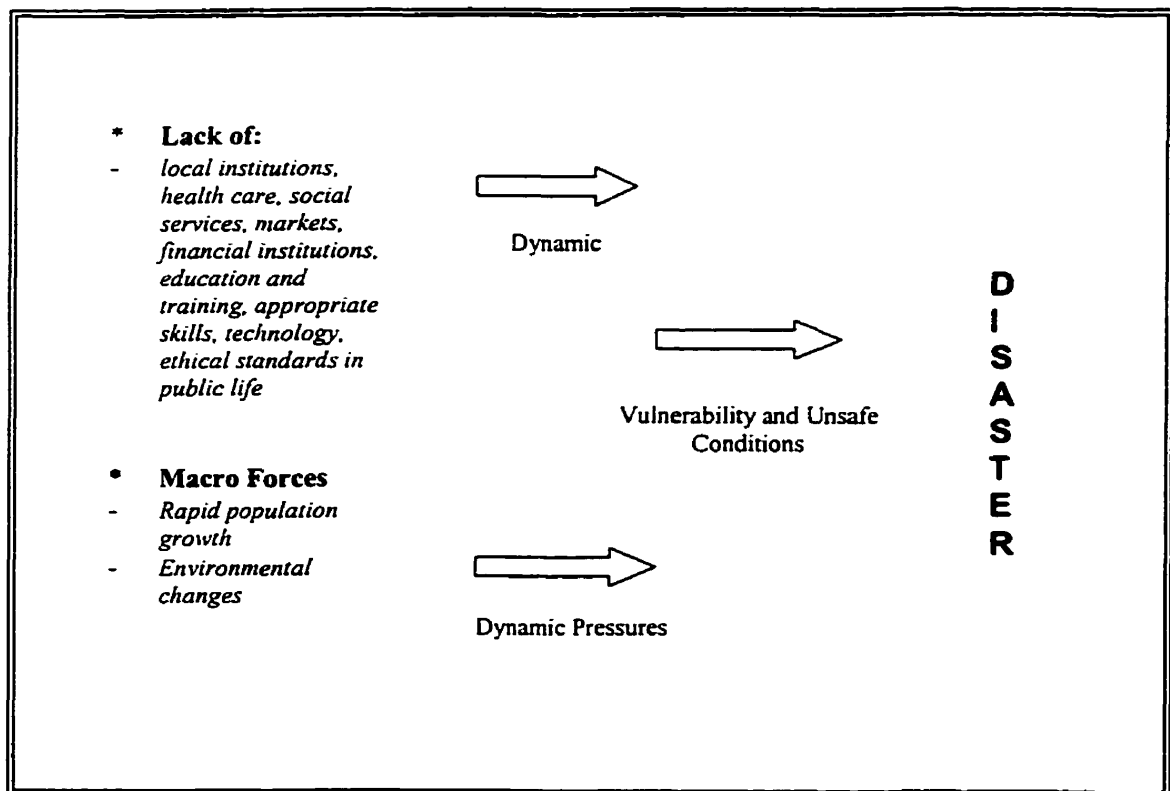 * Lack of:
- local institutions,
health care, social
services, markets,
financial institutions,
education and
training, appropriate
skills, technology,
ethical standards in
public life
Dynamic
Vulnerability and Unsafe
Conditions
* Macro Forces
- Rapid population
growth
- Environmental
changes
Dynamic Pressures
D
I
S
A
S
T
E
R